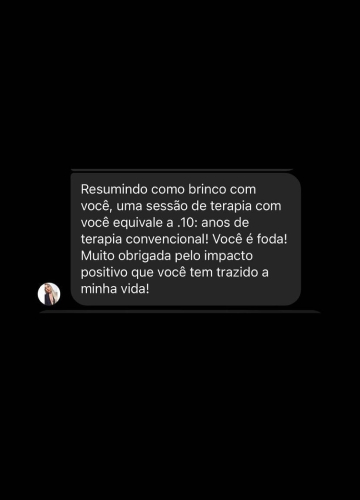 Resumindo como brinco com
você, uma sessão de terapia com
você equivale a .10: anos de
terapia convencional! Você é foda!
Muito obrigada pelo impacto
positivo que você tem trazido a
minha vida!